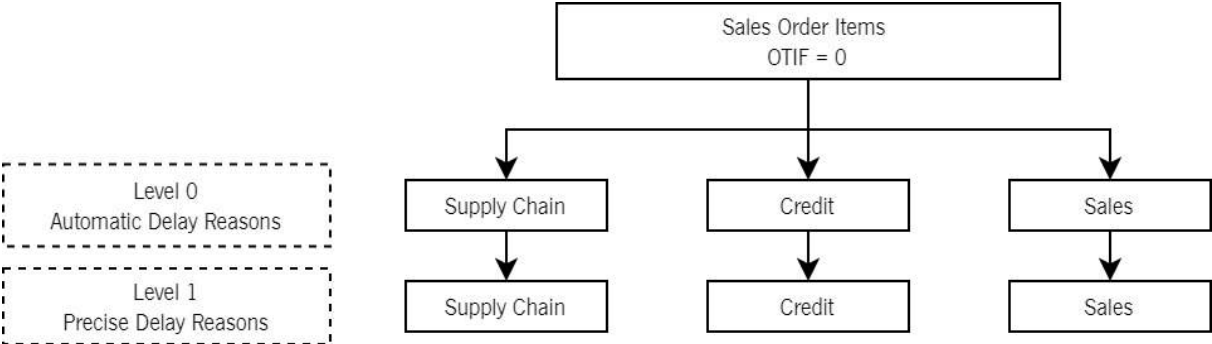 Sales Order Items
OTIF = 0
Level 0
Automatic Delay Reasons
Supply Chain
Credit
Sales
Level 1
Precise Delay Reasons
Supply Chain
Credit
Sales